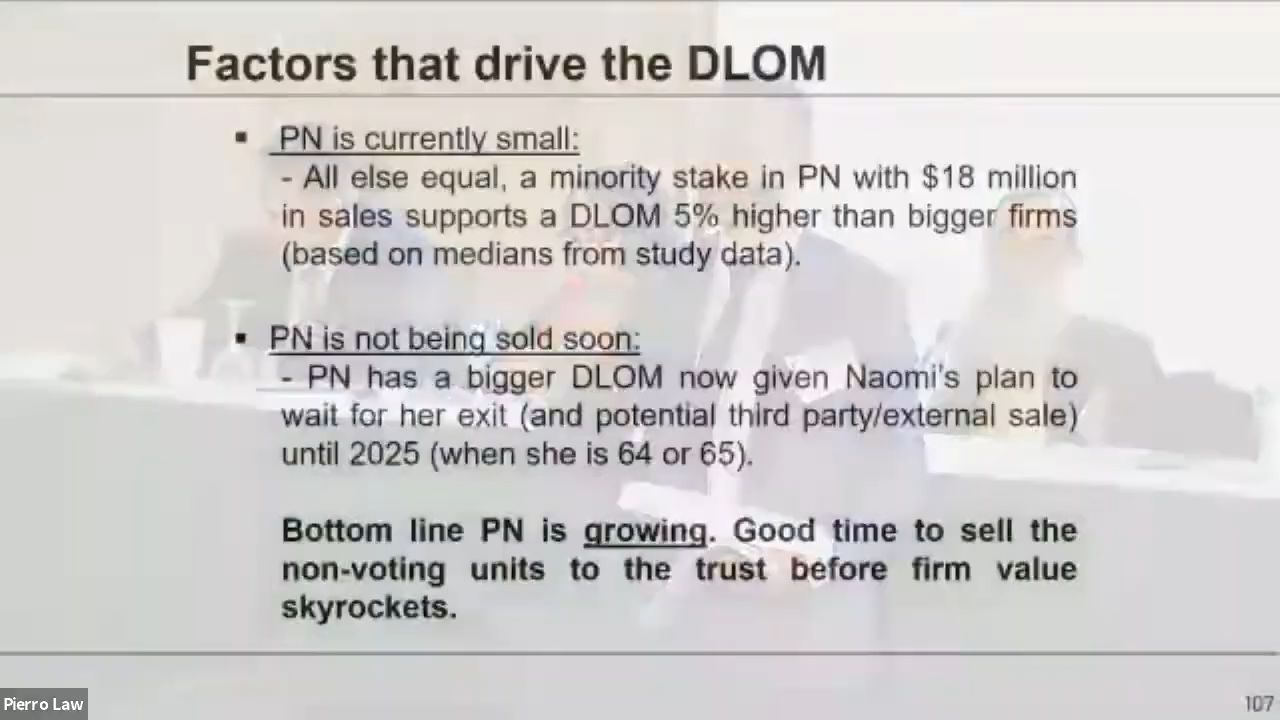 Factors that drive the DLOM
▪ PN is currently small:
- All else equal, a minority stake in PN with $18 million
in sales supports a DLOM 5% higher than bigger firms
(based on medians from study data).
▪ PN is not being sold soon:
- PN has a bigger DLOM now given Naomi's plan to
wait for her exit (and potential third party/external sale)
until 2025 (when she is 64 or 65).
Bottom line PN is growing. Good time to sell the
non-voting units to the trust before firm value
skyrockets.
Pierro Law
107